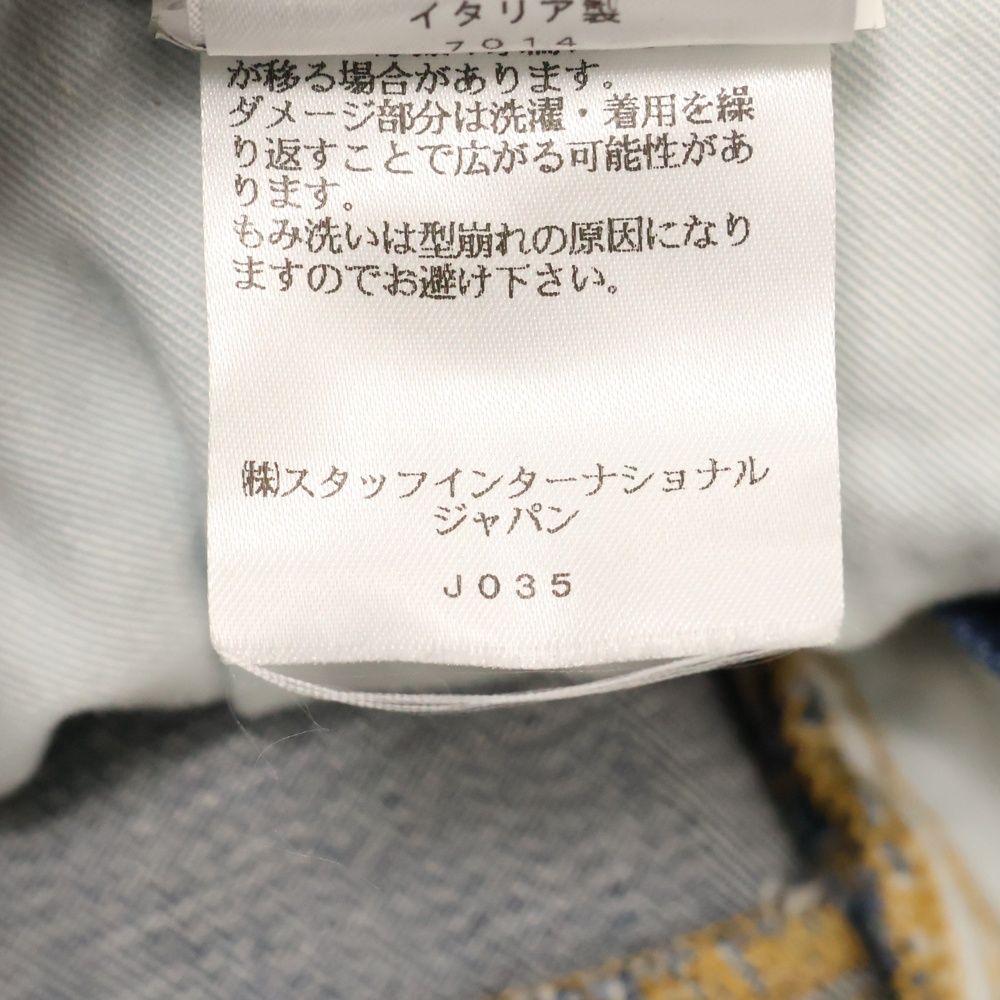 イタリア製
が移る場合があります。
ダメージ部分は洗濯・着用を繰
り返すことで広がる可能性があ
ります。
もみ洗いは型崩れの原因になり
ますのでお避け下さい。
㈱スタッフインターナショナル
ジャパン
J035